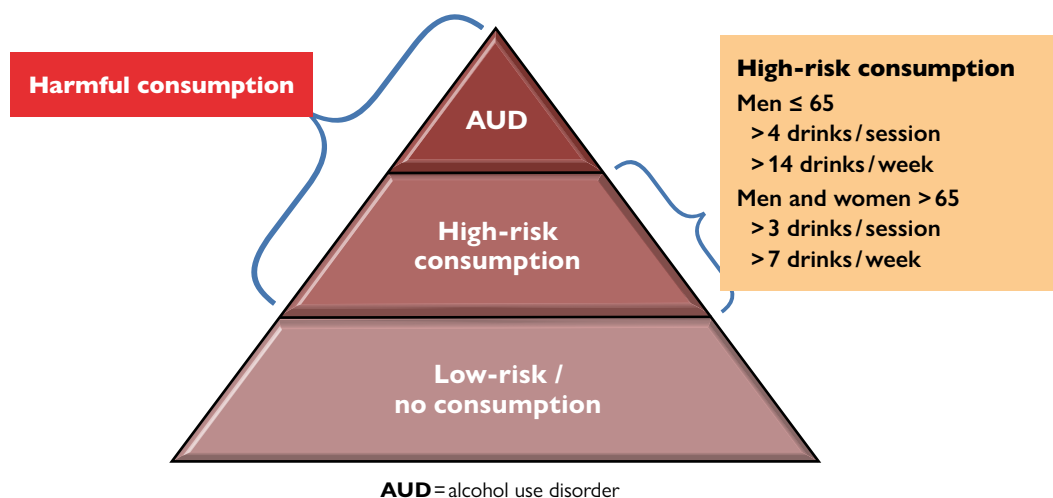 Harmful consumption
AUD
High-risk
consumption
Low-risk /
no consumption
High-risk consumption
Men ≤ 65
>4 drinks/session
>14 drinks/week
Men and women >65
>3 drinks/session
>7 drinks/week
AUD=alcohol use disorder